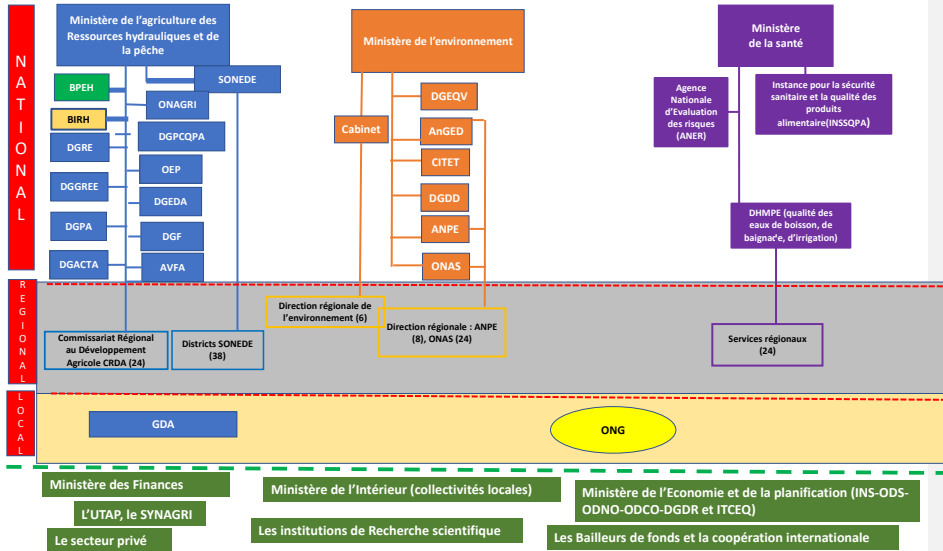 NATIONAL
Ministère de l'agriculture des
Ressources hydrauliques et de
la pêche
BPEH
SONEDE
BIRH
ONAGRI
DGRE
DGPCQPA
DGGREE
OEP
DGEDA
DGPA
DGF
DGACTA
AVFA
Ministère de l'environnement
Cabinet
DGEQV
AnGED
CITET
DGDD
ANPE
ONAS
Ministère
de la santé
Agence
Nationale
d'Evaluation
des risques
(ANER)
Instance pour la sécurité
sanitaire et la qualité des
produits
alimentaire(INSSQPA)
DHMPE (qualité des
eaux de boisson, de
baignar'e, d'irrigation)
REGIONAL
Commissariat Régional
au Développement
Agricole CRDA (24)
Districts SONEDE
(38)
Direction régionale de
l'environnement (6)
Direction régionale : ANPE
(8), ONAS (24)
Services régionaux
(24)
LOCAL
GDA
ONG
Ministère des Finances
Ministère de l'Intérieur (collectivités locales)
Ministère de l'Economie et de la planification (INS-ODS-
ODNO-ODCO-DGDR et ITCEQ)
L'UTAP, le SYNAGRI
Les institutions de Recherche scientifique
Le secteur privé
Les Bailleurs de fonds et la coopération internationale